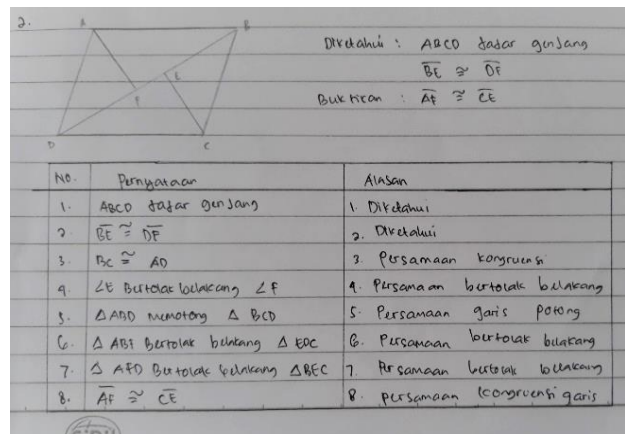 2.
A
B
E
F
D
C
Diketahui : ABCD jajar genjang
BE ≅ DF
Buktikan : AF ≅ CE
No. Pernyataan Alasan
1. ABCD jajar genjang 1. Diketahui
2. BE ≅ DF 2. Diketahui
3. BC ≅ AD 3. Persamaan kongruensi
4. ∠E Bertolak belakang ∠F 4. Persamaan bertolak belakang
5. △ABD memotong △ BCD 5. Persamaan garis potong
6. △ ABF Bertolak belakang △ EDC 6. Persamaan bertolak belakang
7. △ AFD Bertolak belakang △BEC 7. Persamaan bertolak belakang
8. AF ≅ CE 8. persamaan kongruensi garis